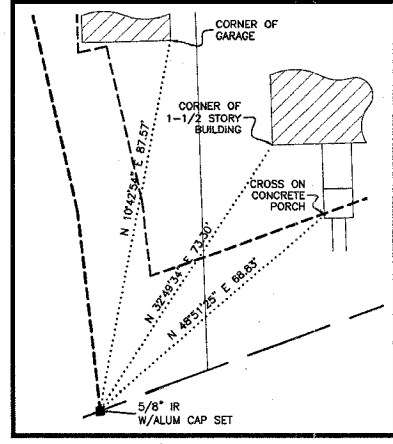 CORNER OF
GARAGE
CORNER OF
1-1/2 STORY
BUILDING
CROSS ON
CONCRETE
PORCH
N 10°42'54" E 87.57'
N 32°49'34" E 73.30'
N 48°51'25" E 68.83'
5/8" IR
W/ALUM CAP SET